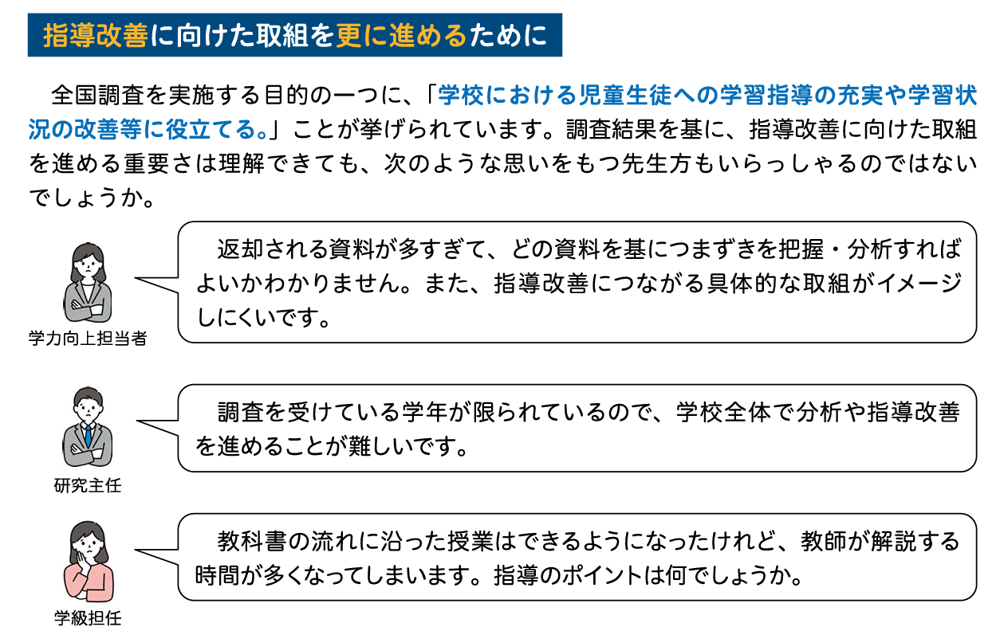 指導改善に向けた取組を更に進めるために
全国調査を実施する目的の一つに、「学校における児童生徒への学習指導の充実や学習状
況の改善等に役立てる。」ことが挙げられています。調査結果を基に、指導改善に向けた取組
を進める重要さは理解できても、次のような思いをもつ先生方もいらっしゃるのではない
でしょうか。
返却される資料が多すぎて、どの資料を基につまずきを把握・分析すれば
よいかわかりません。また、指導改善につながる具体的な取組がイメージ
しにくいです。
学力向上担当者
調査を受けている学年が限られているので、学校全体で分析や指導改善
を進めることが難しいです。
研究主任
教科書の流れに沿った授業はできるようになったけれど、教師が解説する
時間が多くなってしまいます。指導のポイントは何でしょうか。
学級担任